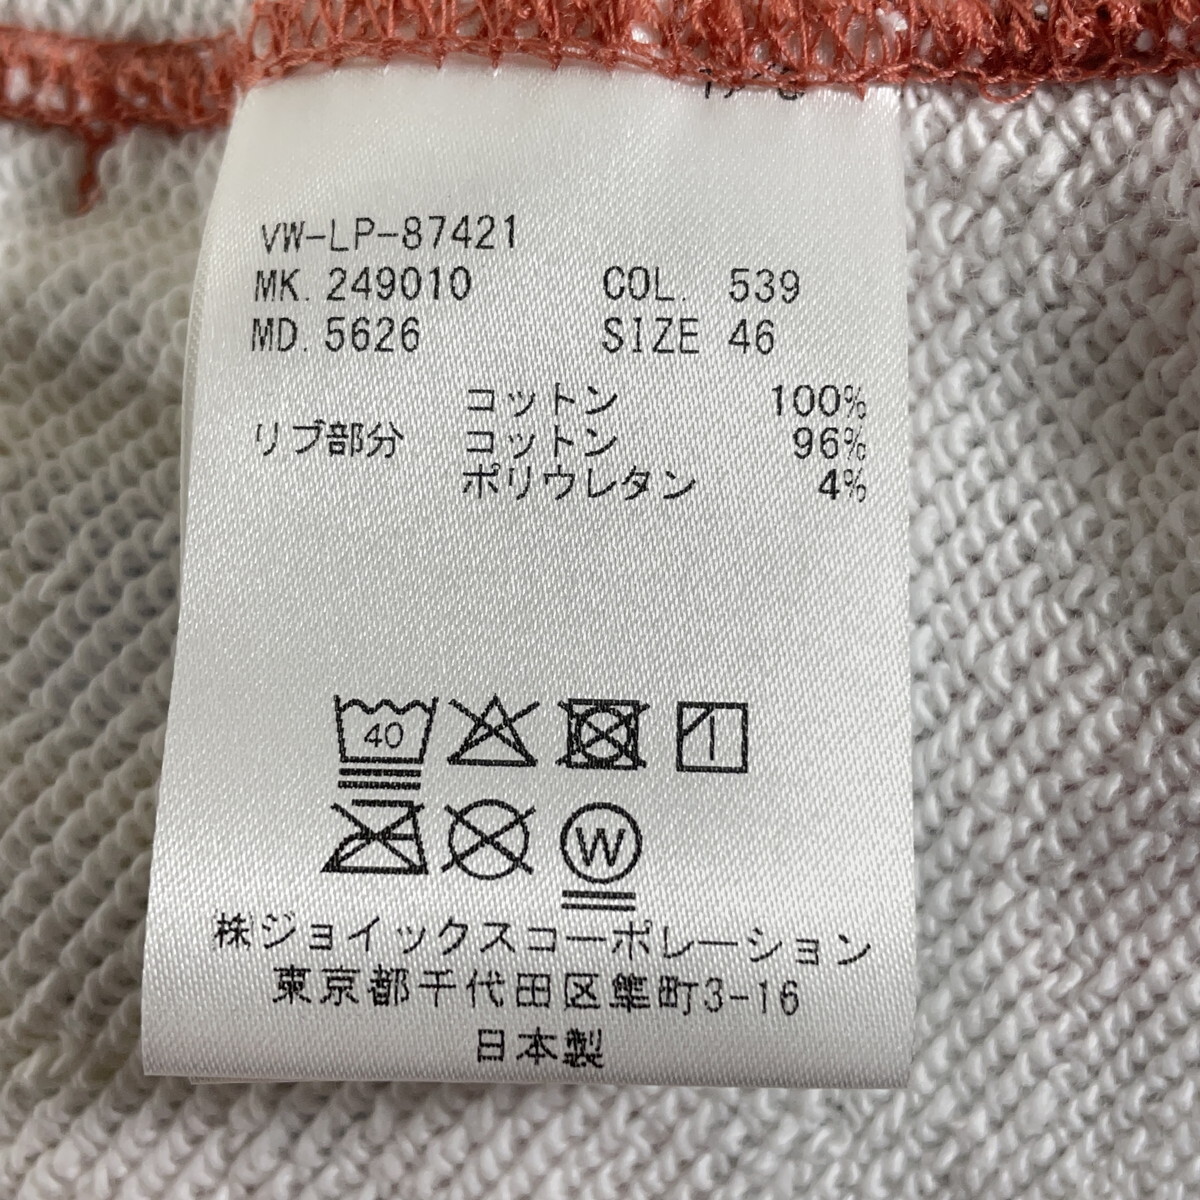 VW-LP-87421
MK. 249010 COL. 539
MD. 5626 SIZE 46
コットン 100%
リブ部分 コットン 96%
ポリウレタン 4%
40
W
株ジョイックスコーポレーション
東京都千代田区隼町3-16
日本製